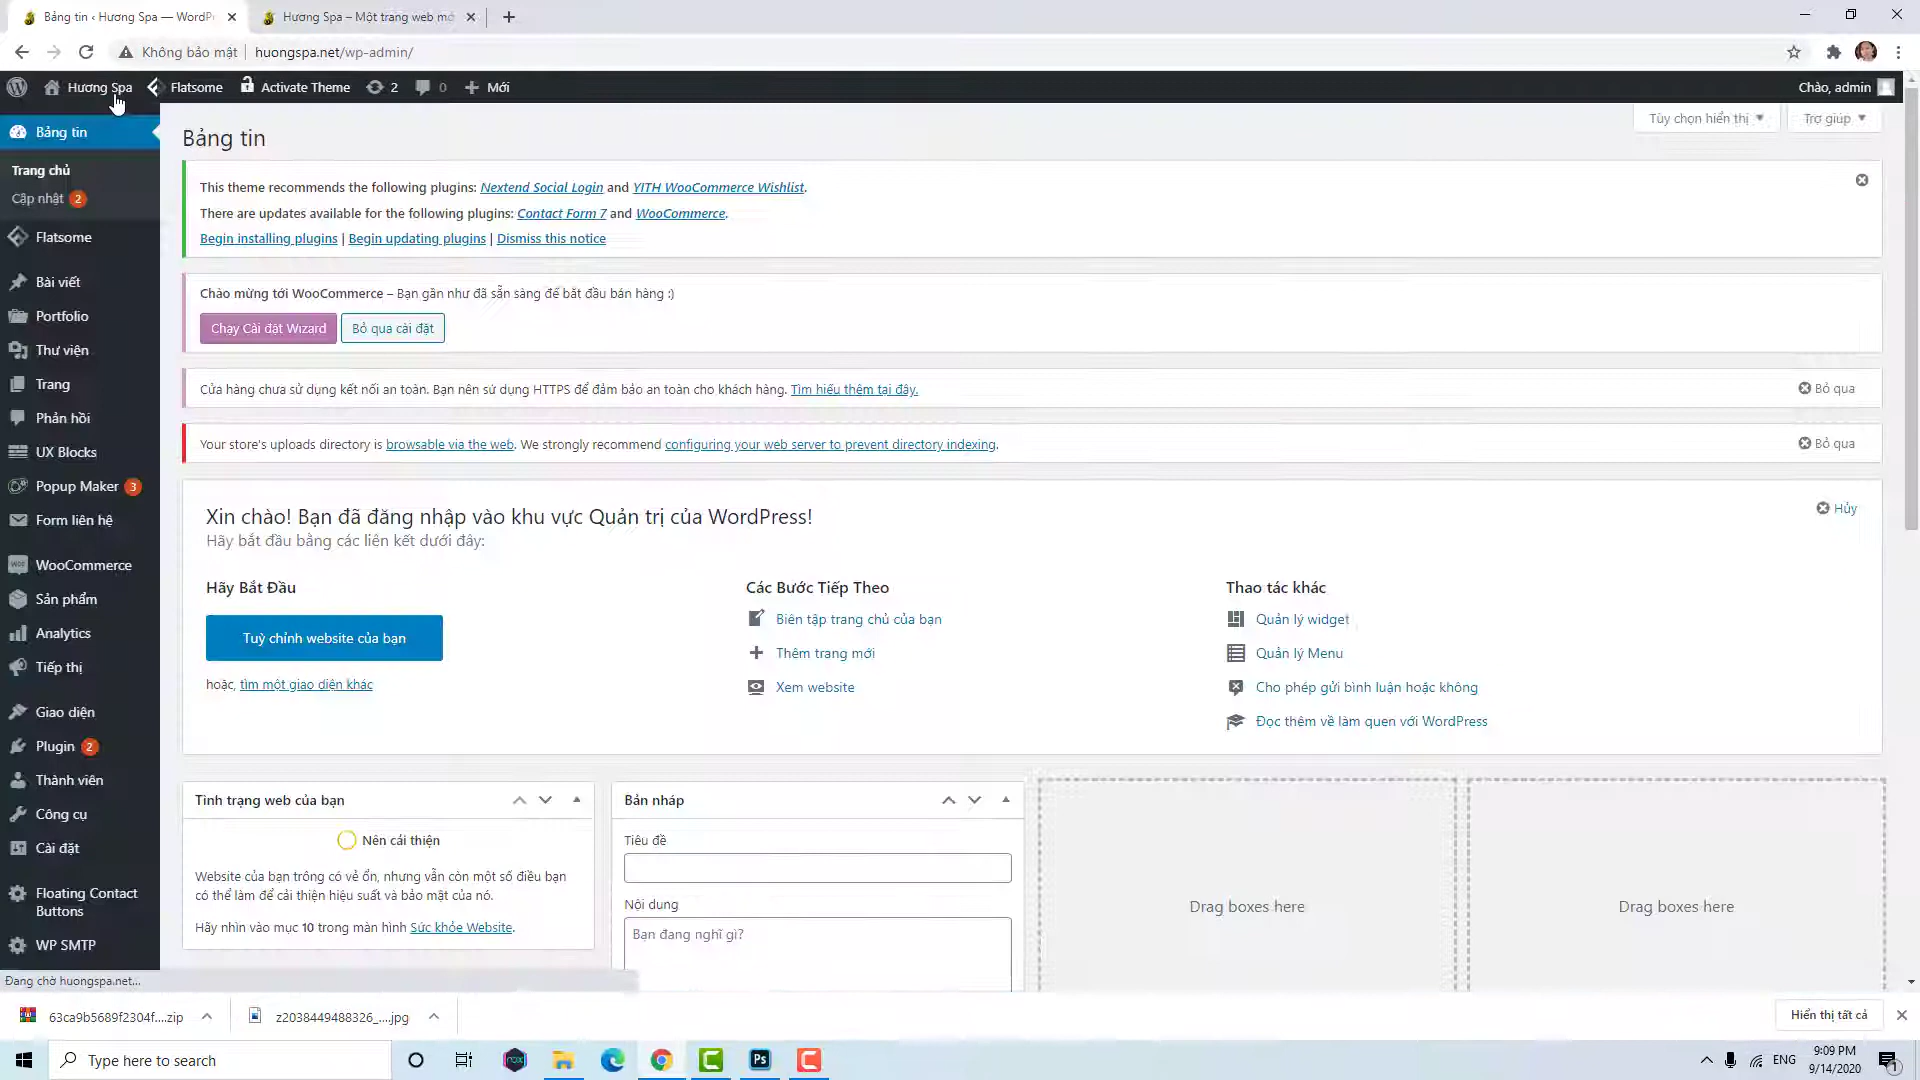 Bảng tin ‹ Hương Spa — WordPr
Hương Spa – Một trang web mớ
Không bảo mật
huongspa.net/wp-admin/
Hương Spa
Flatsome
Activate Theme
2
0
Mới
Chào, admin
Tùy chọn hiển thị
Trợ giúp
Bảng tin
Trang chủ
Cập nhật 2
Flatsome
Bài viết
Portfolio
Thư viện
Trang
Phản hồi
UX Blocks
Popup Maker 3
Form liên hệ
WooCommerce
Sản phẩm
Analytics
Tiếp thị
Giao diện
Plugin 2
Thành viên
Công cụ
Cài đặt
Floating Contact
Buttons
WP SMTP
Bảng tin
This theme recommends the following plugins: Nextend Social Login and YITH WooCommerce Wishlist.
There are updates available for the following plugins: Contact Form 7 and WooCommerce.
Begin installing plugins | Begin updating plugins | Dismiss this notice
Chào mừng tới WooCommerce – Bạn gần như đã sẵn sàng để bắt đầu bán hàng :)
Chạy Cài đặt Wizard
Bỏ qua cài đặt
Cửa hàng chưa sử dụng kết nối an toàn. Bạn nên sử dụng HTTPS để đảm bảo an toàn cho khách hàng. Tìm hiểu thêm tại đây.
Bỏ qua
Your store's uploads directory is browsable via the web. We strongly recommend configuring your web server to prevent directory indexing.
Bỏ qua
Xin chào! Bạn đã đăng nhập vào khu vực Quản trị của WordPress!
Hủy
Hãy bắt đầu bằng các liên kết dưới đây:
Hãy Bắt Đầu
Tuỳ chỉnh website của bạn
hoặc, tìm một giao diện khác
Các Bước Tiếp Theo
Biên tập trang chủ của bạn
Thêm trang mới
Xem website
Thao tác khác
Quản lý widget
Quản lý Menu
Cho phép gửi bình luận hoặc không
Đọc thêm về làm quen với WordPress
Tình trạng web của bạn
Nên cải thiện
Website của bạn trông có vẻ ổn, nhưng vẫn còn một số điều bạn
có thể làm để cải thiện hiệu suất và bảo mật của nó.
Hãy nhìn vào mục 10 trong màn hình Sức khỏe Website.
Bản nháp
Tiêu đề
Nội dung
Bạn đang nghĩ gì?
Drag boxes here
Drag boxes here
Đang chờ huongspa.net...
63ca9b5689f2304f....zip
z2038449488326_....jpg
Hiển thị tất cả
Type here to search
Ps
ENG
9:09 PM
9/14/2020
1